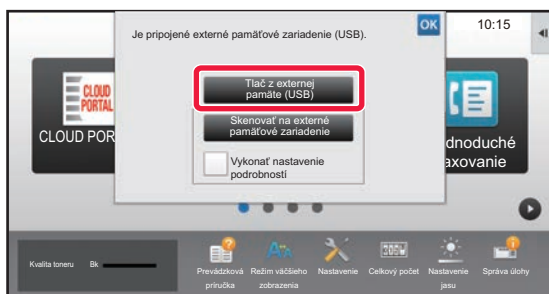 Je pripojené externé pamäťové zariadenie (USB).
OK
10:15
Tlač z externej
pamäte (USB)
Skenovať na externé
pamäťové zariadenie
Vykonať nastavenie
podrobností
CLOUD
PORTAL
CLOUD POR
dnoduché
axovanie
Kvalita toneru Bk
Prevádzková
príručka
Režim väčšieho
zobrazenia
Nastavenie
Celkový počet
Nastavenie
jasu
Správa úlohy